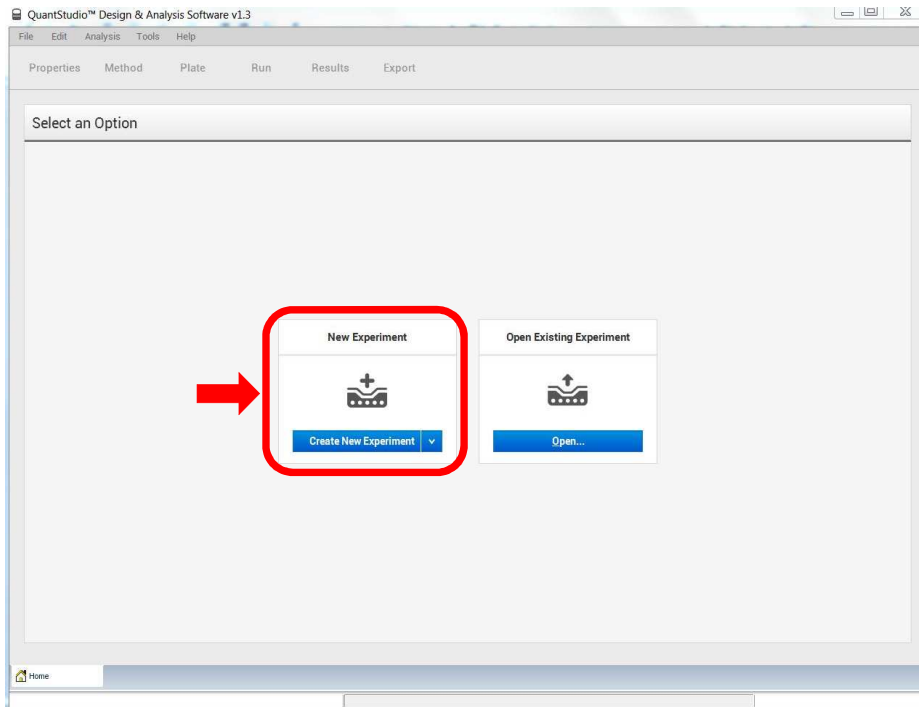 QuantStudio™ Design & Analysis Software v1.3
File Edit Analysis Tools Help
Properties Method Plate Run Results Export
Select an Option
New Experiment Open Existing Experiment
Create New Experiment Open...
Home